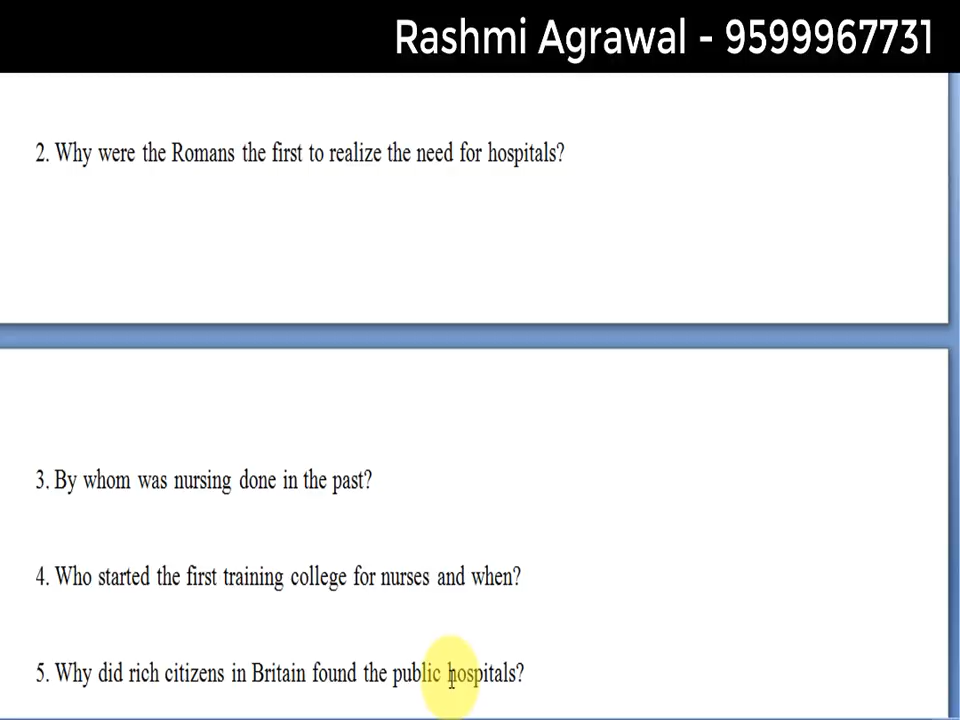 Rashmi Agrawal - 9599967731
2. Why were the Romans the first to realize the need for hospitals?
3. By whom was nursing done in the past?
4. Who started the first training college for nurses and when?
5. Why did rich citizens in Britain found the public hospitals?